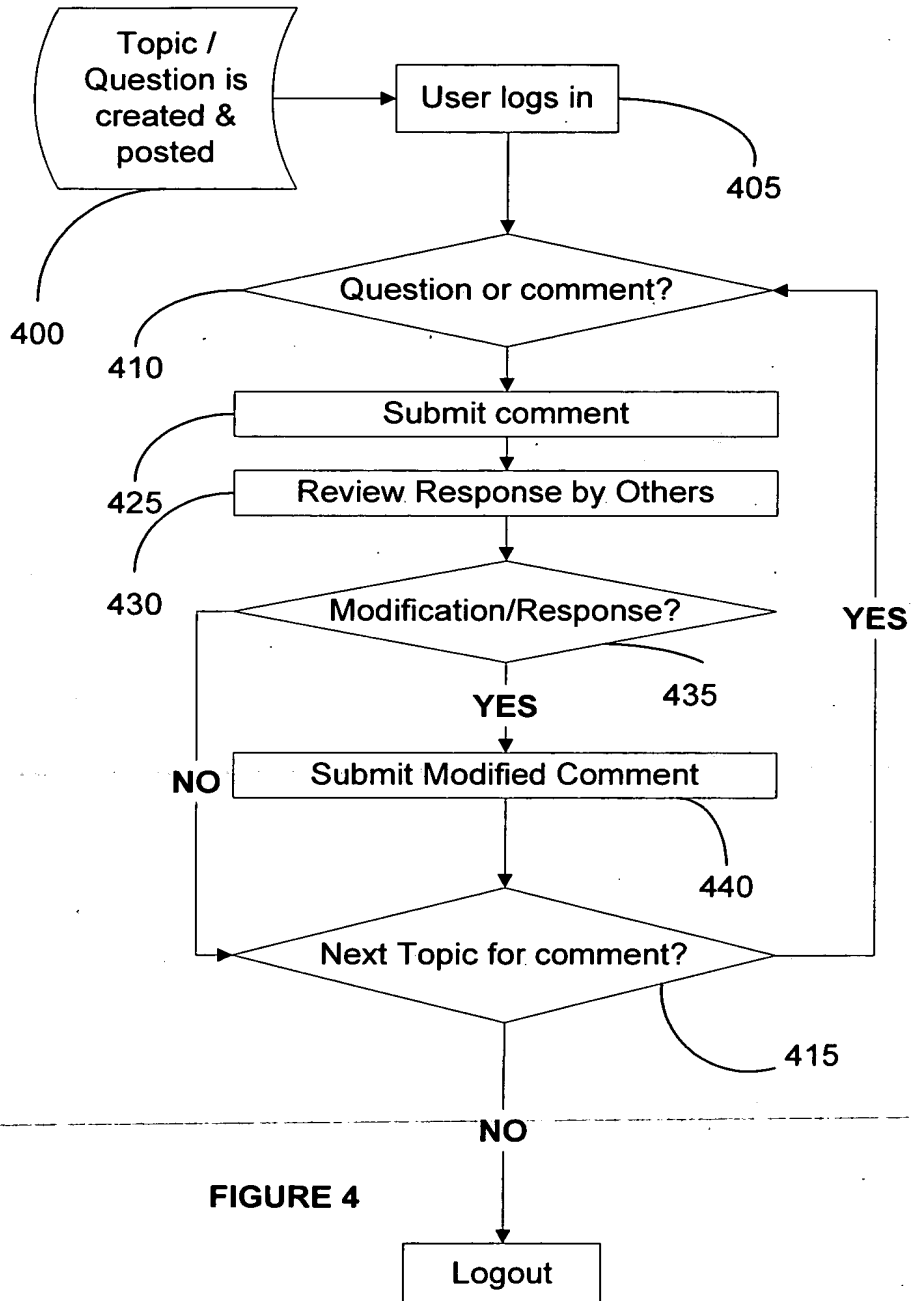 Topic /
Question is
created &
posted
User logs in
405
Question or comment?
400
410
Submit comment
425
Review Response by Others
430
Modification/Response?
YES
435
YES
NO
Submit Modified Comment
440
Next Topic for comment?
415
NO
FIGURE 4
Logout